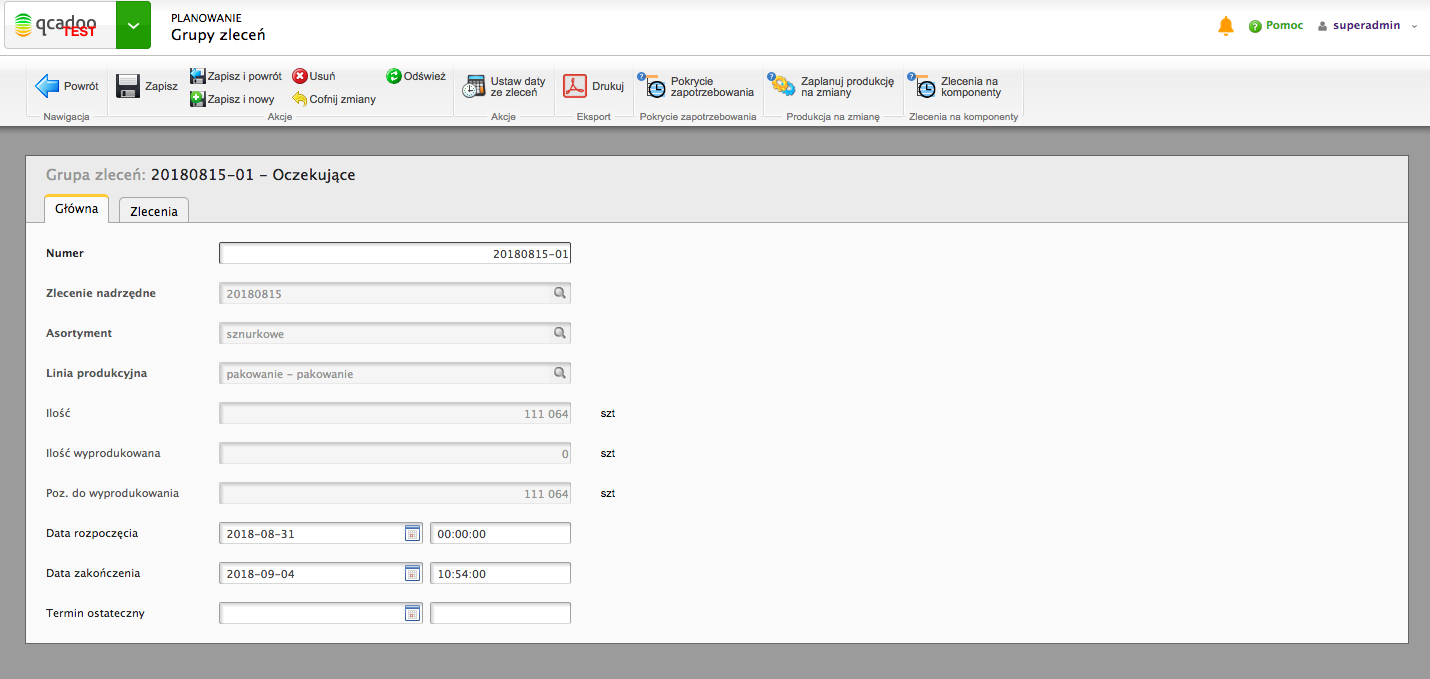 qcadoo
TEST
PLANOWANIE
Grupy zleceń
Pomoc
superadmin
Powrót
Nawigacja
Zapisz
Zapisz i powrót
Usuń
Odśwież
Zapisz i nowy
Cofnij zmiany
Akcje
Ustaw daty
ze zleceń
Akcje
Drukuj
Eksport
Pokrycie
zapotrzebowania
Pokrycie zapotrzebowania
Zaplanuj produkcję
na zmiany
Produkcja na zmianę
Zlecenia na
komponenty
Zlecenia na komponenty
Grupa zleceń: 20180815-01 - Oczekujące
Główna
Zlecenia
Numer 20180815-01
Zlecenie nadrzędne 20180815
Asortyment sznurkowe
Linia produkcyjna pakowanie - pakowanie
Ilość 111 064 szt
Ilość wyprodukowana 0 szt
Poz. do wyprodukowania 111 064 szt
Data rozpoczęcia 2018-08-31 00:00:00
Data zakończenia 2018-09-04 10:54:00
Termin ostateczny